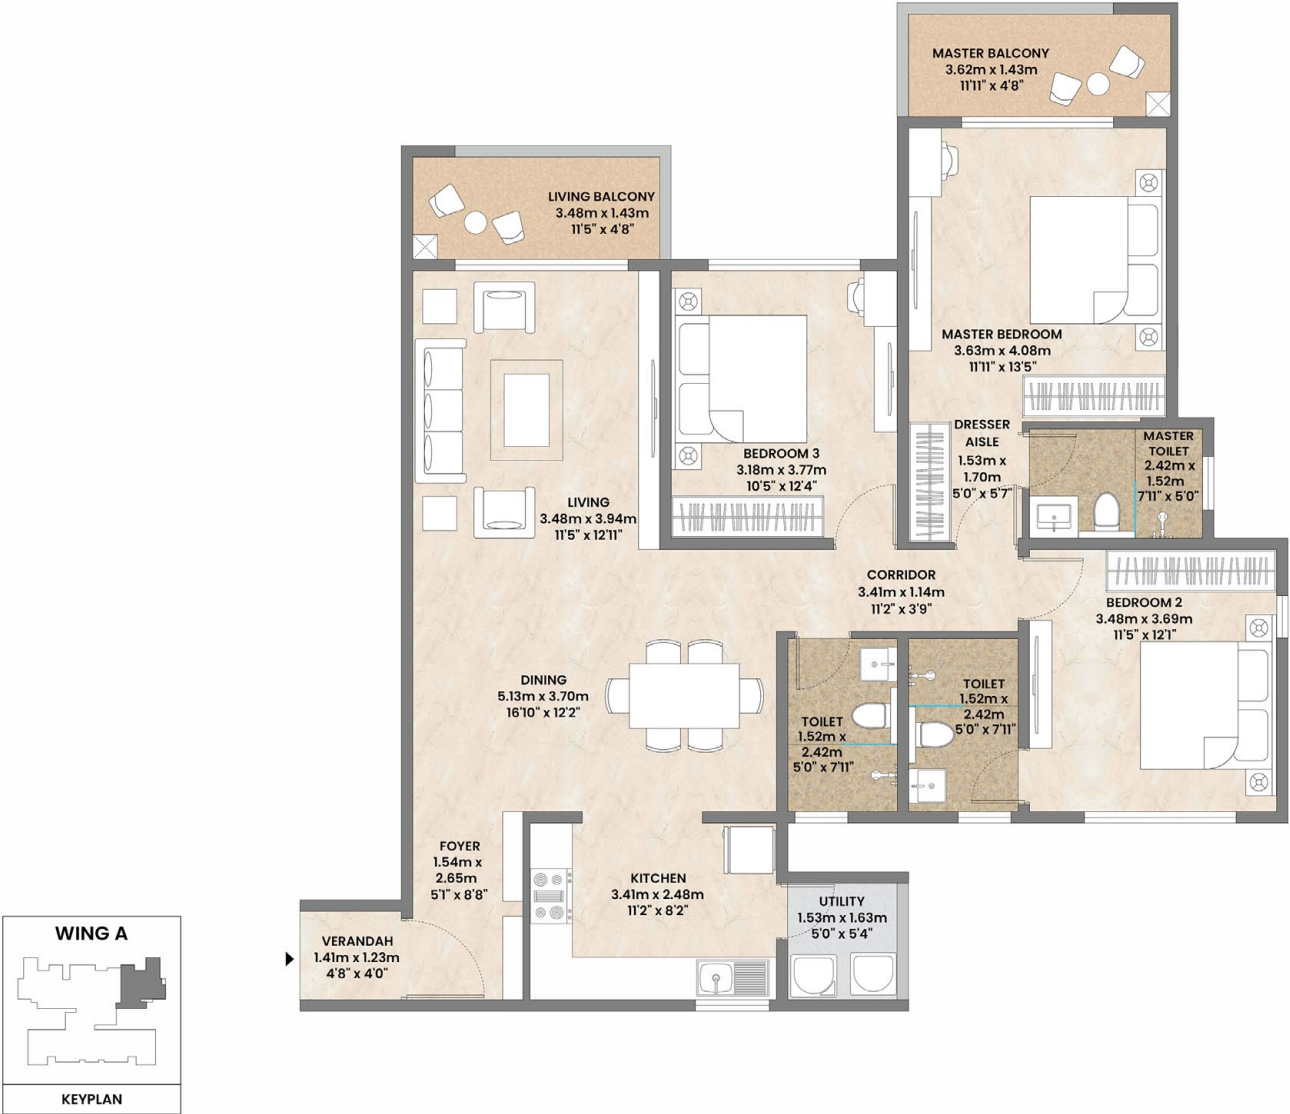 MASTER BALCONY
3.62m x 1.43m
11'11" x 4'8"
LIVING BALCONY
3.48m x 1.43m
11'5" x 4'8"
MASTER BEDROOM
3.63m x 4.08m
11'11" x 13'5"
DRESSER
AISLE
1.53m x
1.70m
5'0" x 5'7"
MASTER
TOILET
2.42m x
1.52m
7'11" x 5'0"
BEDROOM 3
3.18m x 3.77m
10'5" x 12'4"
LIVING
3.48m x 3.94m
11'5" x 12'11"
CORRIDOR
3.41m x 1.14m
11'2" x 3'9"
BEDROOM 2
3.48m x 3.69m
11'5" x 12'1"
DINING
5.13m x 3.70m
16'10" x 12'2"
TOILET
1.52m x
2.42m
5'0" x 7'11"
TOILET
1.52m x
2.42m
5'0" x 7'11"
FOYER
1.54m x
2.65m
5'1" x 8'8"
KITCHEN
3.41m x 2.48m
11'2" x 8'2"
UTILITY
1.53m x 1.63m
5'0" x 5'4"
VERANDAH
1.41m x 1.23m
4'8" x 4'0"
WING A
KEYPLAN